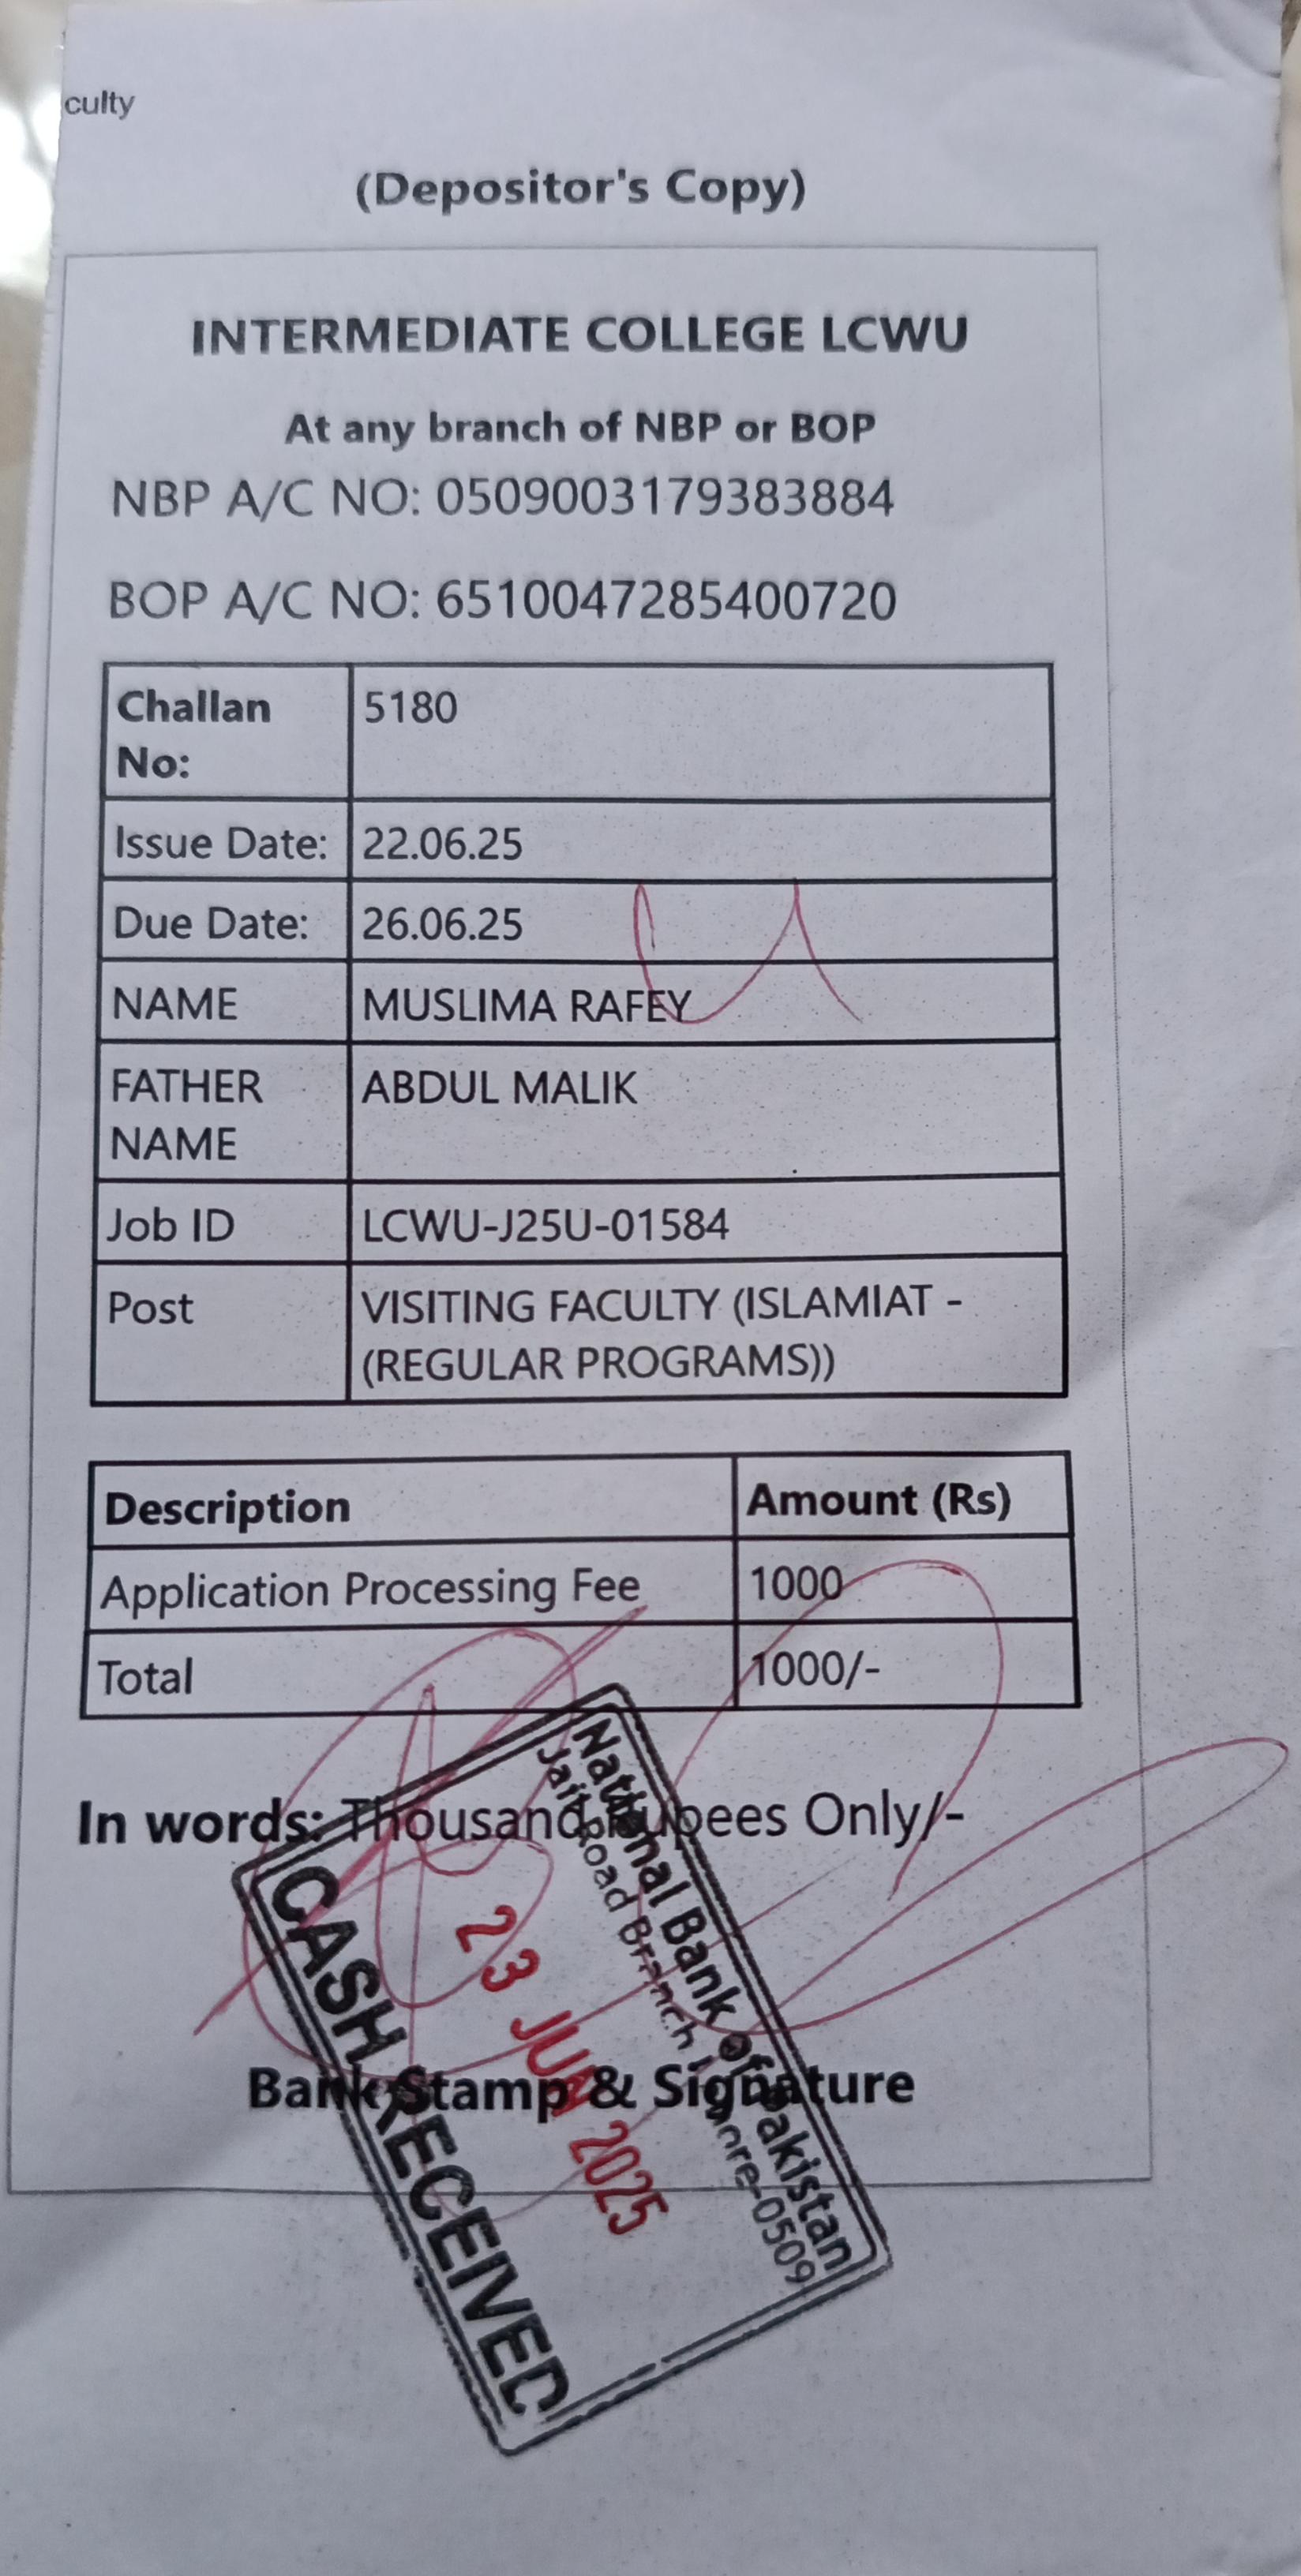 culty
(Depositor's Copy)
INTERMEDIATE COLLEGE LCWU
At any branch of NBP or BOP
NBP A/C NO: 0509003179383884
BOP A/C NO: 6510047285400720
Challan No: 5180
Issue Date: 22.06.25
Due Date: 26.06.25
NAME MUSLIMA RAFEY
FATHER NAME ABDUL MALIK
Job ID LCWU-J25U-01584
Post VISITING FACULTY (ISLAMIAT - (REGULAR PROGRAMS))
Description Amount (Rs)
Application Processing Fee 1000
Total 1000/-
In words: Thousand Rupees Only/-
Bank Stamp & Signature
National Bank of Pakistan
Jail Road Branch Lahore-0509
23 JUN 2025
CASH RECEIVED